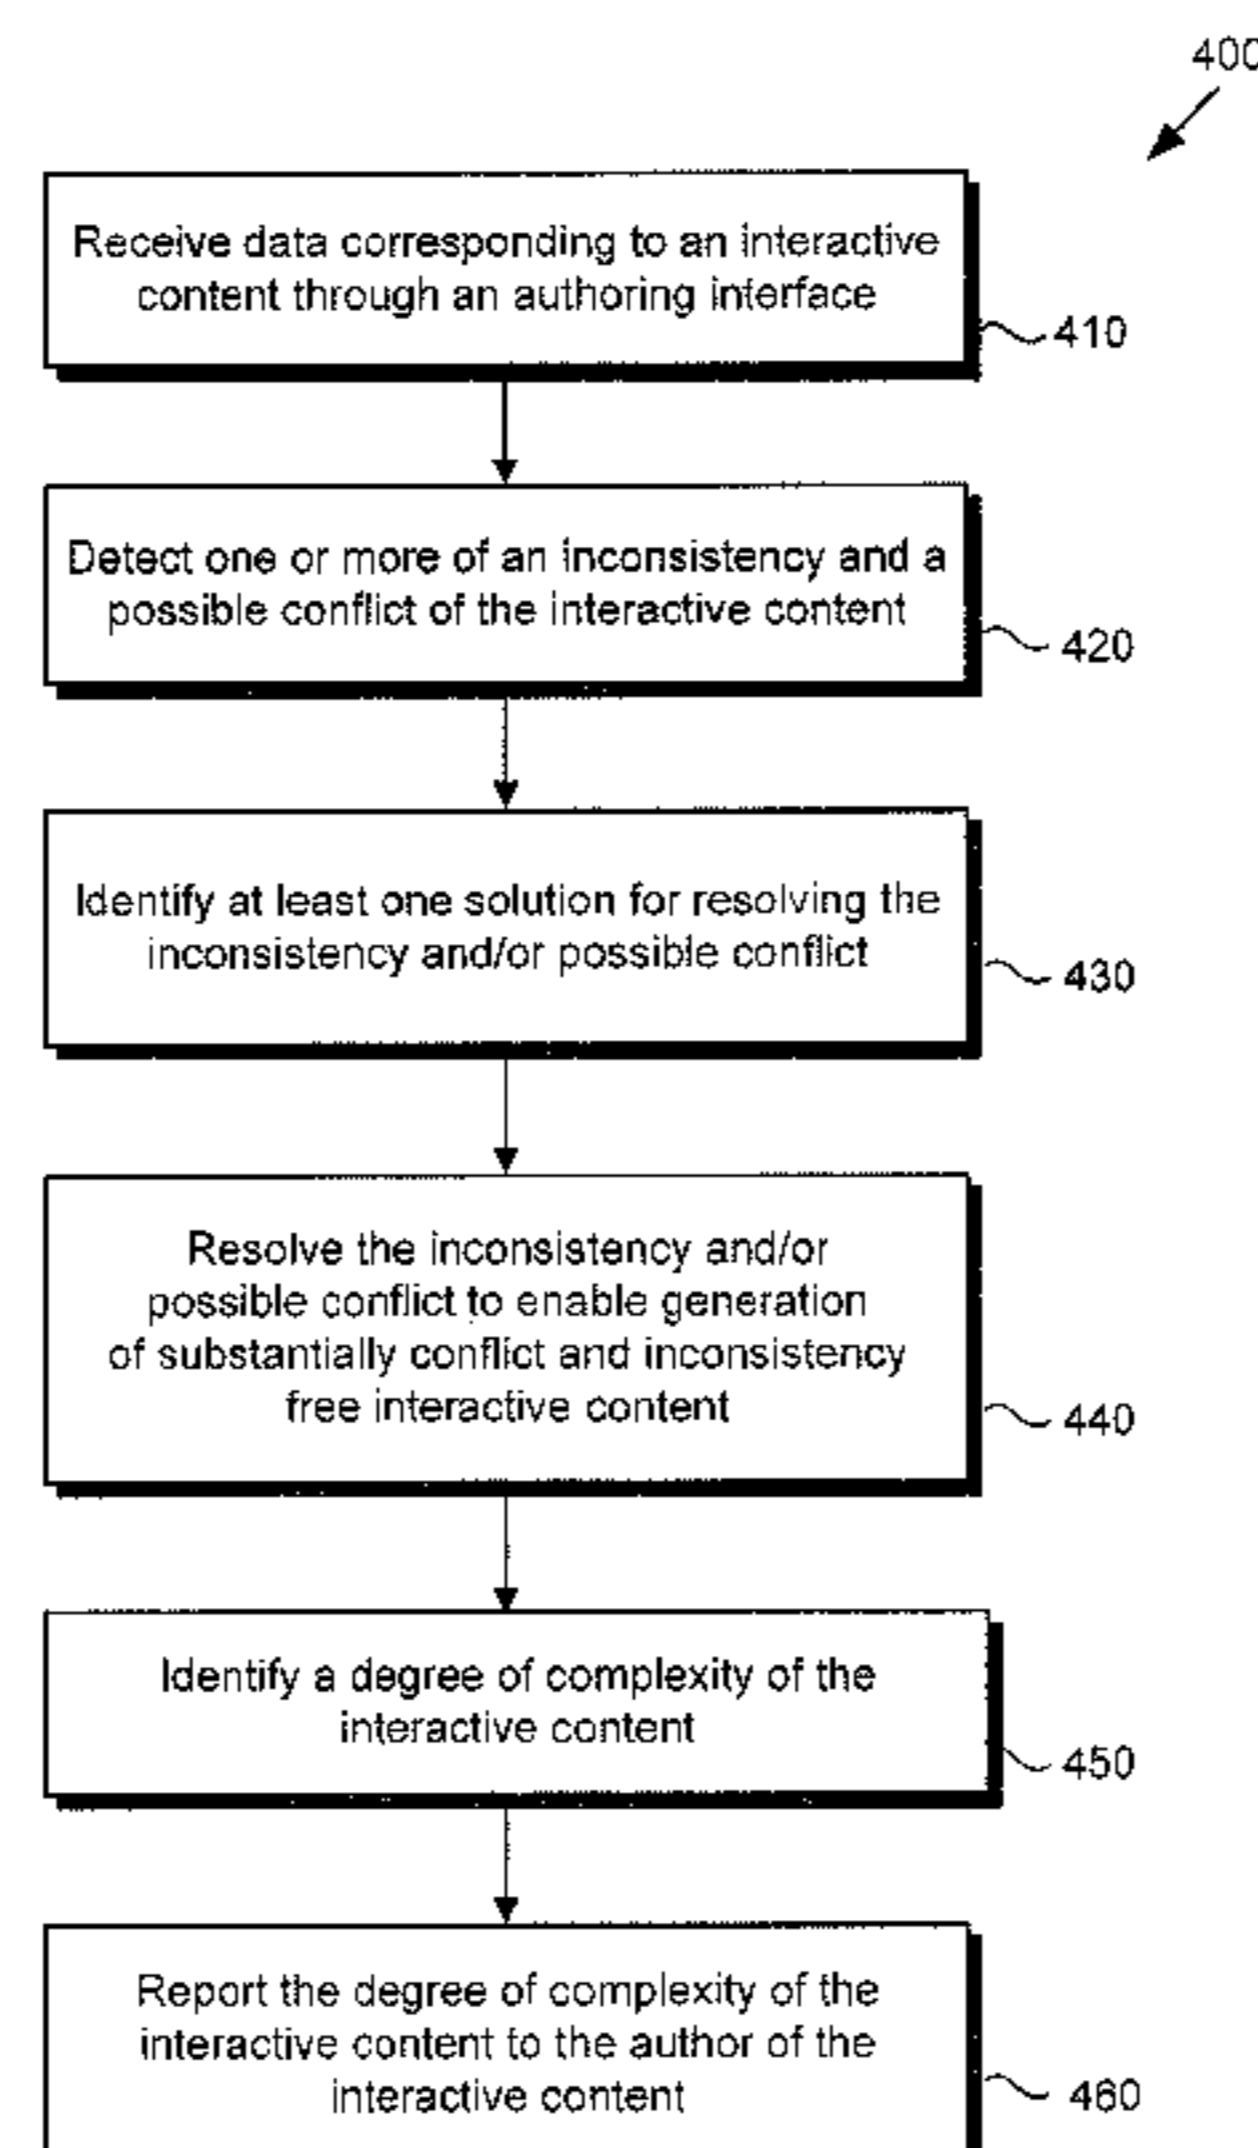 400
Receive data corresponding to an interactive
content through an authoring interface
410
Detect one or more of an inconsistency and a
possible conflict of the interactive content
420
Identify at least one solution for resolving the
inconsistency and/or possible conflict
430
Resolve the inconsistency and/or
possible conflict to enable generation
of substantially conflict and inconsistency
free interactive content
440
Identify a degree of complexity of the
interactive content
450
Report the degree of complexity of the
interactive content to the author of the
interactive content
460